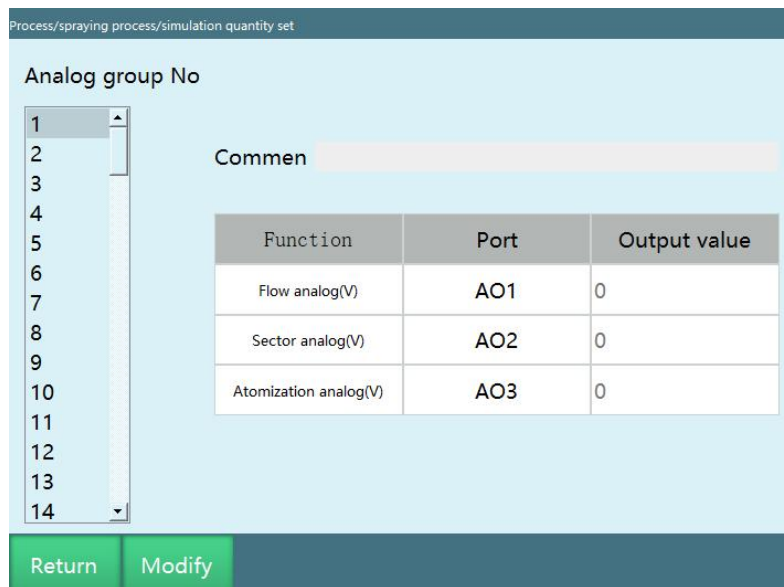 Process/spraying process/simulation quantity set
Analog group No
1
2
3
4
5
6
7
8
9
10
11
12
13
14
Commen
Function Port Output value
Flow analog(V) AO1 0
Sector analog(V) AO2 0
Atomization analog(V) AO3 0
Return Modify